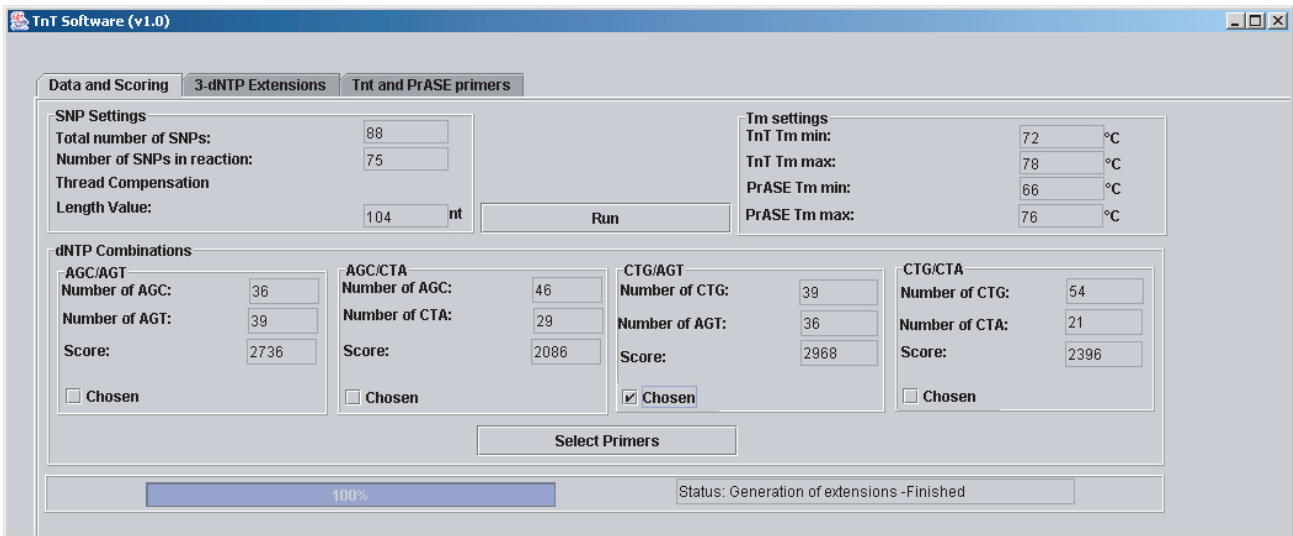 TnT Software (v1.0)
Data and Scoring 3-dNTP Extensions Tnt and PrASE primers
SNP Settings
Total number of SNPs: 88
Number of SNPs in reaction: 75
Thread Compensation
Length Value: 104 nt
Run
Tm settings
TnT Tm min: 72 °C
TnT Tm max: 78 °C
PrASE Tm min: 66 °C
PrASE Tm max: 76 °C
dNTP Combinations
AGC/AGT
Number of AGC: 36
Number of AGT: 39
Score: 2736
Chosen
AGC/CTA
Number of AGC: 46
Number of CTA: 29
Score: 2086
Chosen
CTG/AGT
Number of CTG: 39
Number of AGT: 36
Score: 2968
Chosen
CTG/CTA
Number of CTG: 54
Number of CTA: 21
Score: 2396
Chosen
Select Primers
100%
Status: Generation of extensions -Finished